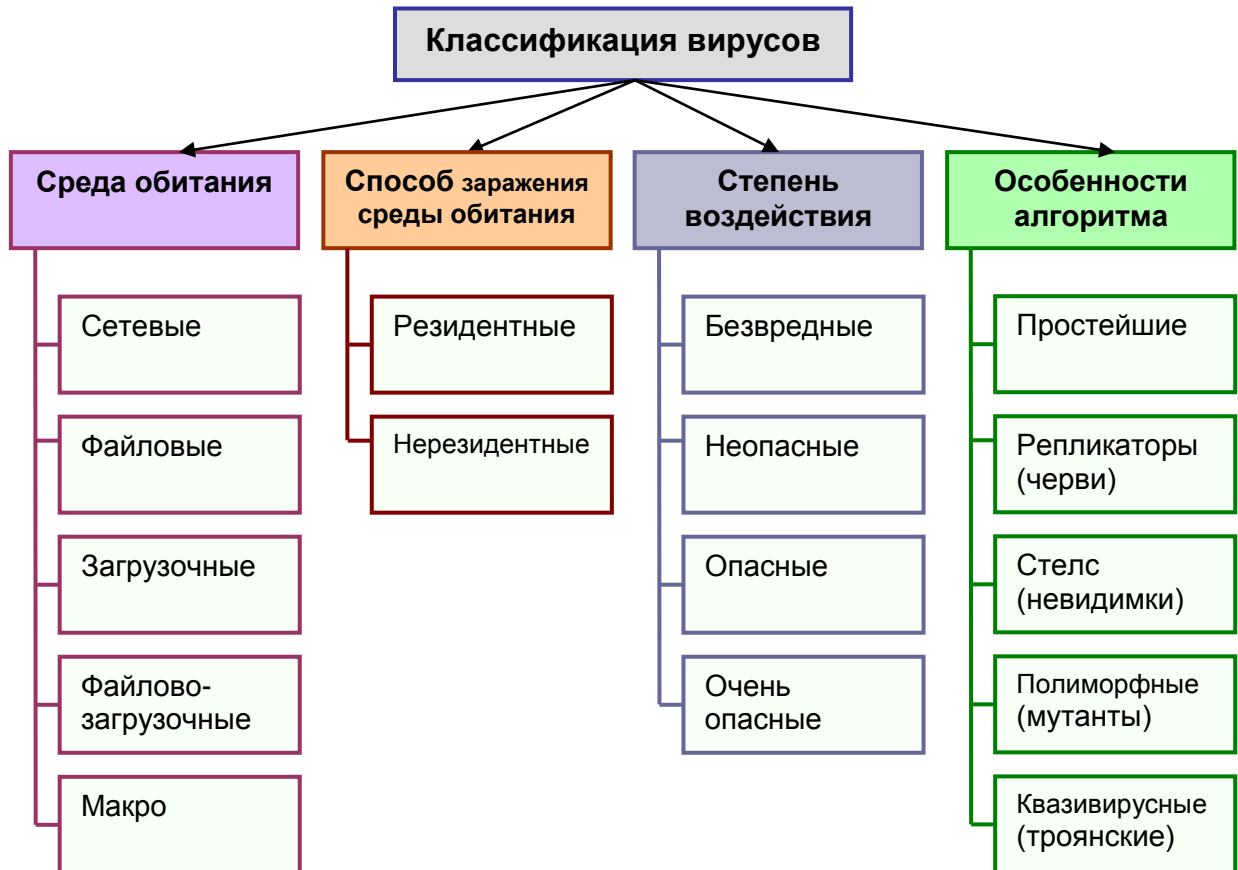 Классификация вирусов
Среда обитания
Способ заражения
среды обитания
Степень
воздействия
Особенности
алгоритма
Сетевые
Файловые
Загрузочные
Файлово-
загрузочные
Макро
Резидентные
Нерезидентные
Безвредные
Неопасные
Опасные
Очень
опасные
Простейшие
Репликаторы
(черви)
Стелс
(невидимки)
Полиморфные
(мутанты)
Квазивирусные
(троянские)